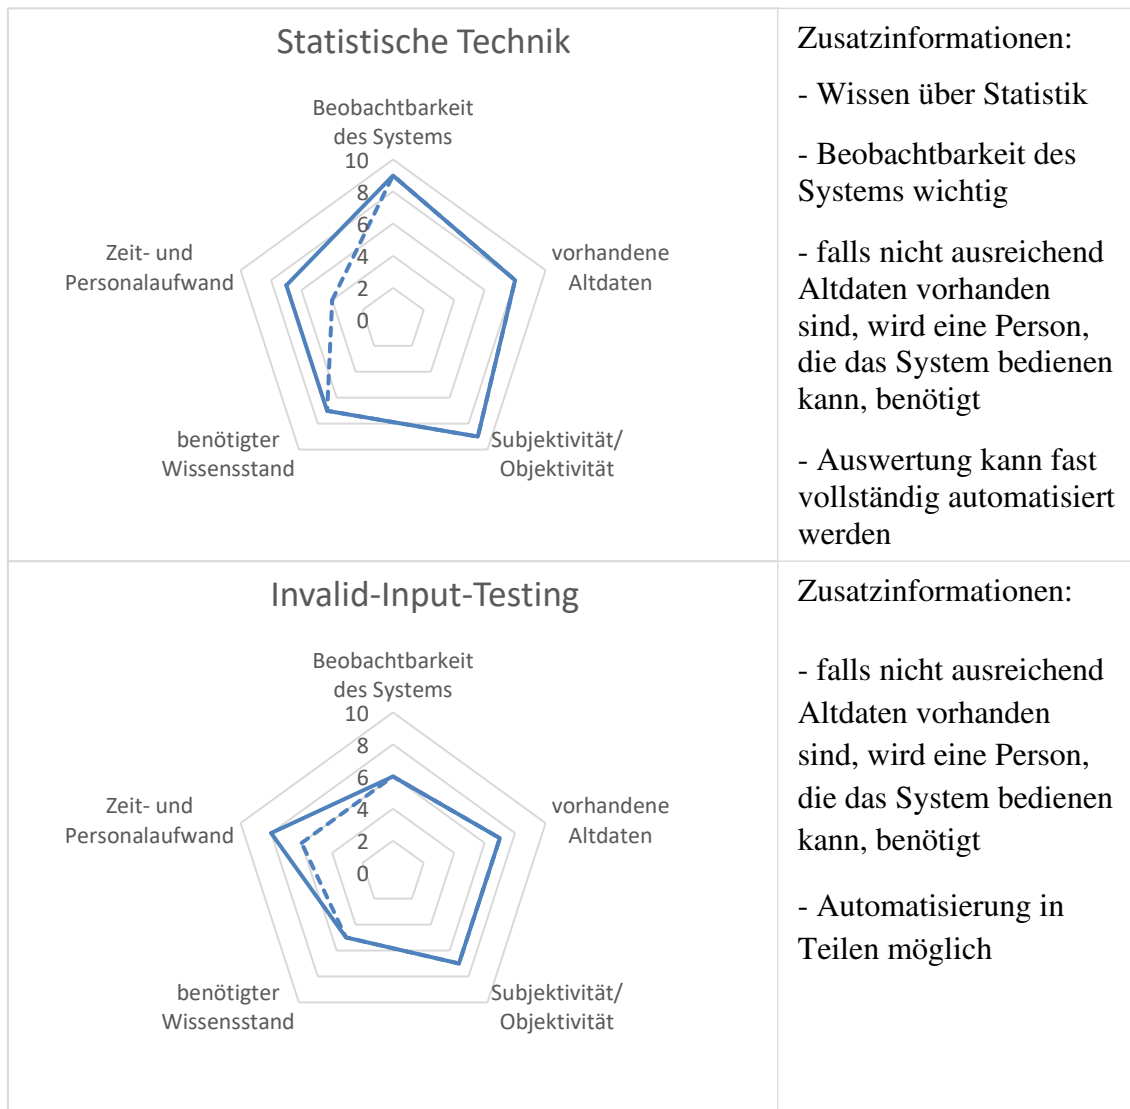 Statistische Technik
Beobachtbarkeit
des Systems
10
8
6
4
2
0
vorhandene
Altdaten
Subjektivität/
Objektivität
benötigter
Wissensstand
Zeit- und
Personalaufwand
Zusatzinformationen:
- Wissen über Statistik
- Beobachtbarkeit des
Systems wichtig
- falls nicht ausreichend
Altdaten vorhanden
sind, wird eine Person,
die das System bedienen
kann, benötigt
- Auswertung kann fast
vollständig automatisiert
werden
Invalid-Input-Testing
Beobachtbarkeit
des Systems
10
8
6
4
2
0
vorhandene
Altdaten
Subjektivität/
Objektivität
benötigter
Wissensstand
Zeit- und
Personalaufwand
Zusatzinformationen:
- falls nicht ausreichend
Altdaten vorhanden
sind, wird eine Person,
die das System bedienen
kann, benötigt
- Automatisierung in
Teilen möglich